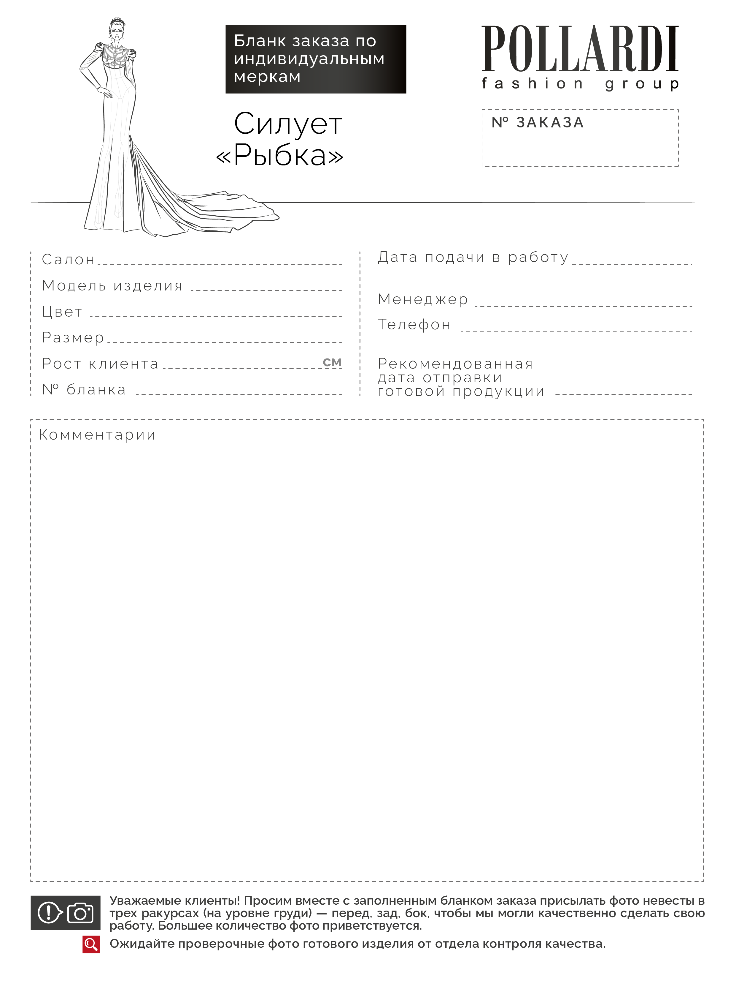 Бланк заказа по
индивидуальным
меркам
POLLARDI
fashion group
Силует
«Рыбка»
№ ЗАКАЗА
Салон
Модель изделия
Цвет
Размер
Рост клиента см
№ бланка
Дата подачи в работу
Менеджер
Телефон
Рекомендованная
дата отправки
готовой продукции
Комментарии
Уважаемые клиенты! Просим вместе с заполненным бланком заказа присылать фото невесты в
трех ракурсах (на уровне груди) — перед, зад, бок, чтобы мы могли качественно сделать свою
работу. Большее количество фото приветствуется.
Ожидайте проверочные фото готового изделия от отдела контроля качества.